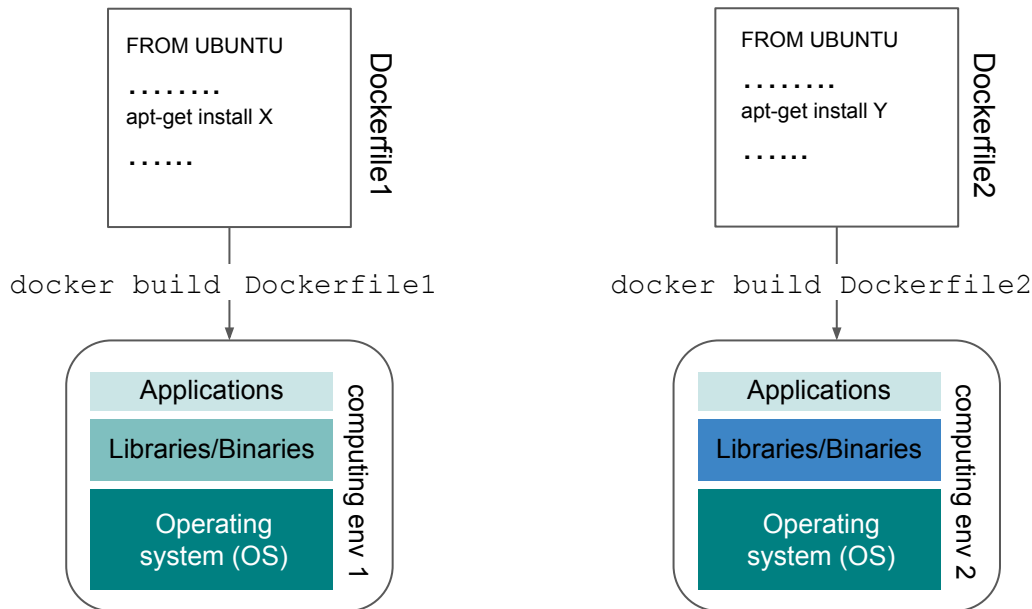 FROM UBUNTU
........
apt-get install X
......
Dockerfile1
docker build Dockerfile1
Applications
Libraries/Binaries
Operating
system (OS)
computing env 1
FROM UBUNTU
........
apt-get install Y
......
Dockerfile2
docker build Dockerfile2
Applications
Libraries/Binaries
Operating
system (OS)
computing env 2